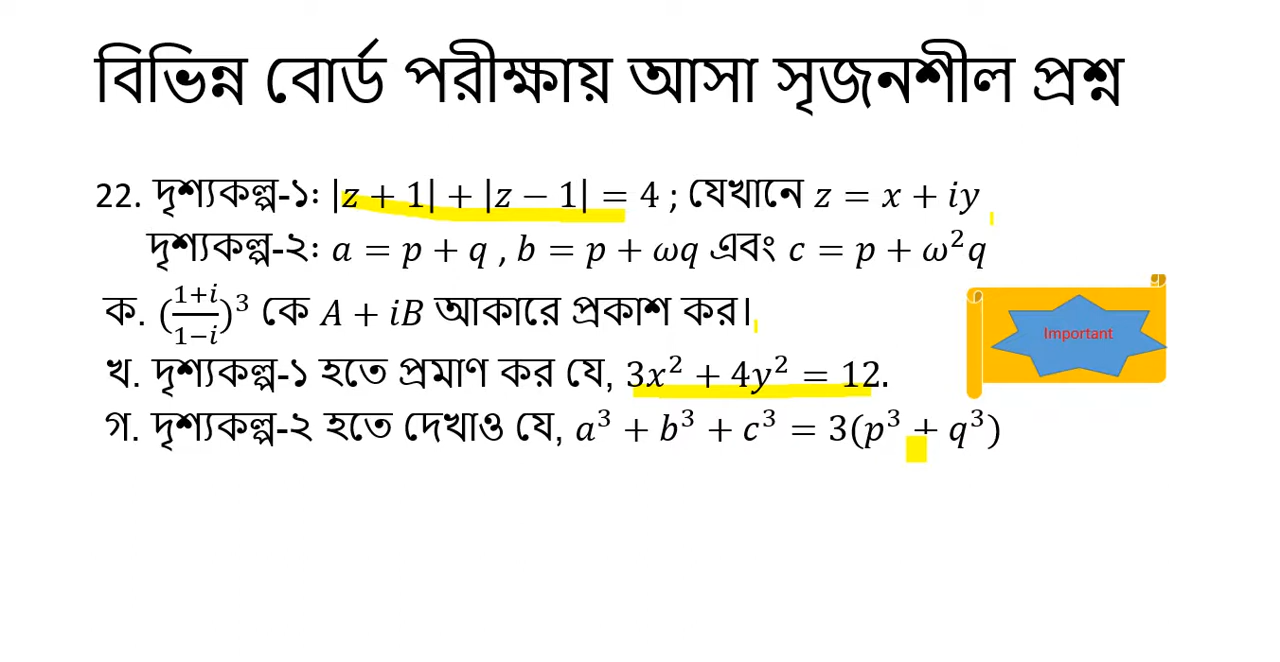 বিভিন্ন বোর্ড পরীক্ষায় আসা সৃজনশীল প্রশ্ন
22. দৃশ্যকল্প-১ঃ |z + 1| + |z − 1| = 4 ; যেখানে z = x + iy
দৃশ্যকল্প-২ঃ a = p + q , b = p + ωq এবং c = p + ω²q
ক. (\frac{1+i}{1−i})³ কে A + iB আকারে প্রকাশ কর।
Important
খ. দৃশ্যকল্প-১ হতে প্রমাণ কর যে, 3x² + 4y² = 12.
গ. দৃশ্যকল্প-২ হতে দেখাও যে, a³ + b³ + c³ = 3(p³ + q³)